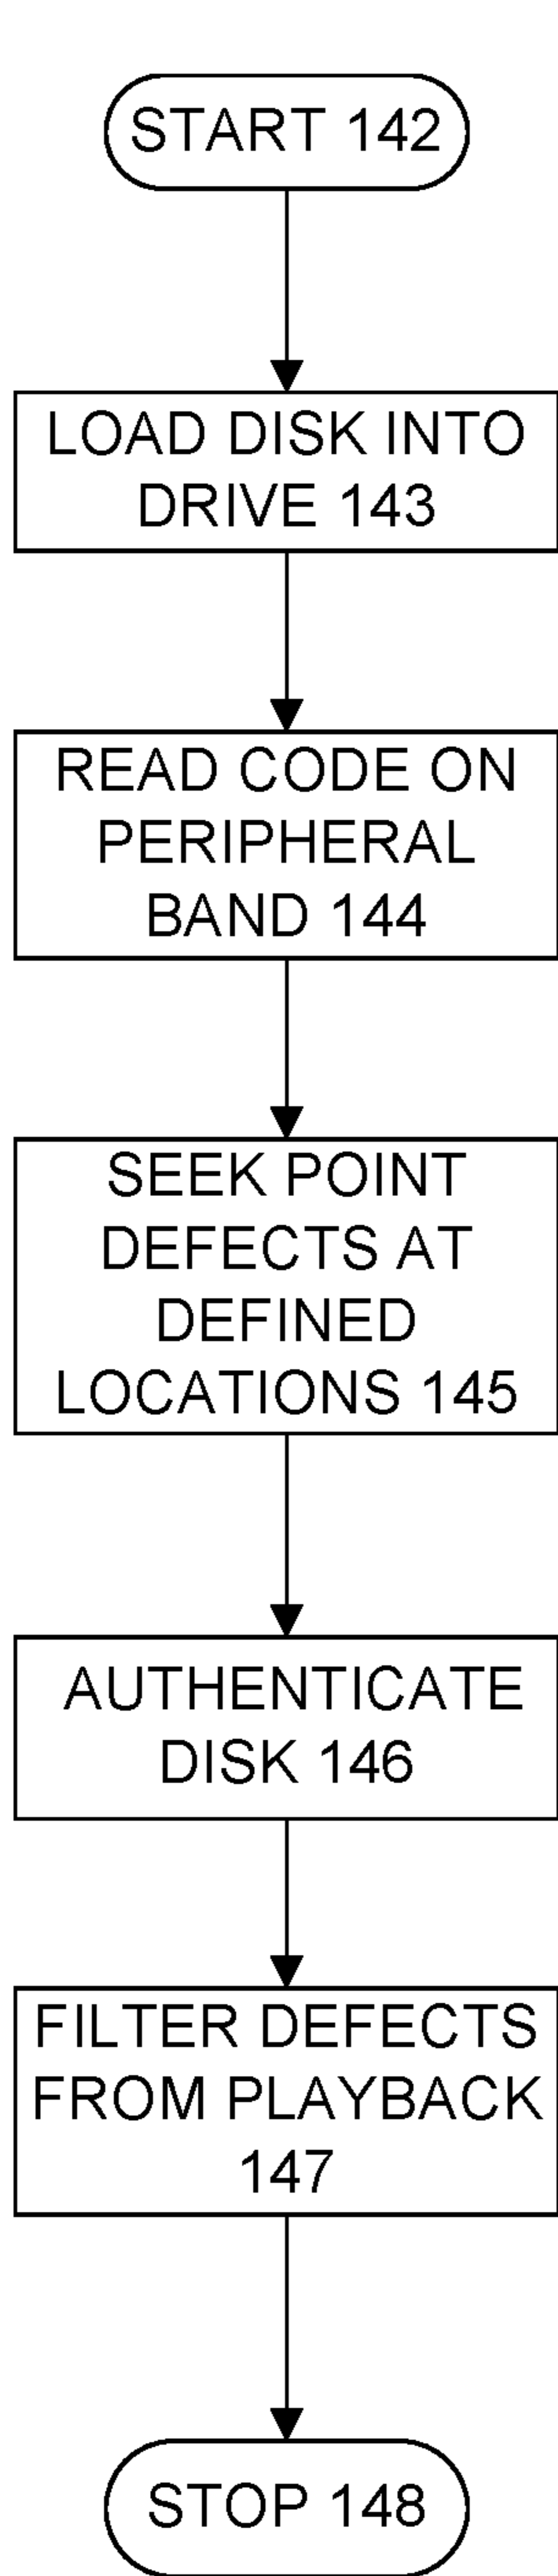 START 142
LOAD DISK INTO
DRIVE 143
READ CODE ON
PERIPHERAL
BAND 144
SEEK POINT
DEFECTS AT
DEFINED
LOCATIONS 145
AUTHENTICATE
DISK 146
FILTER DEFECTS
FROM PLAYBACK
147
STOP 148